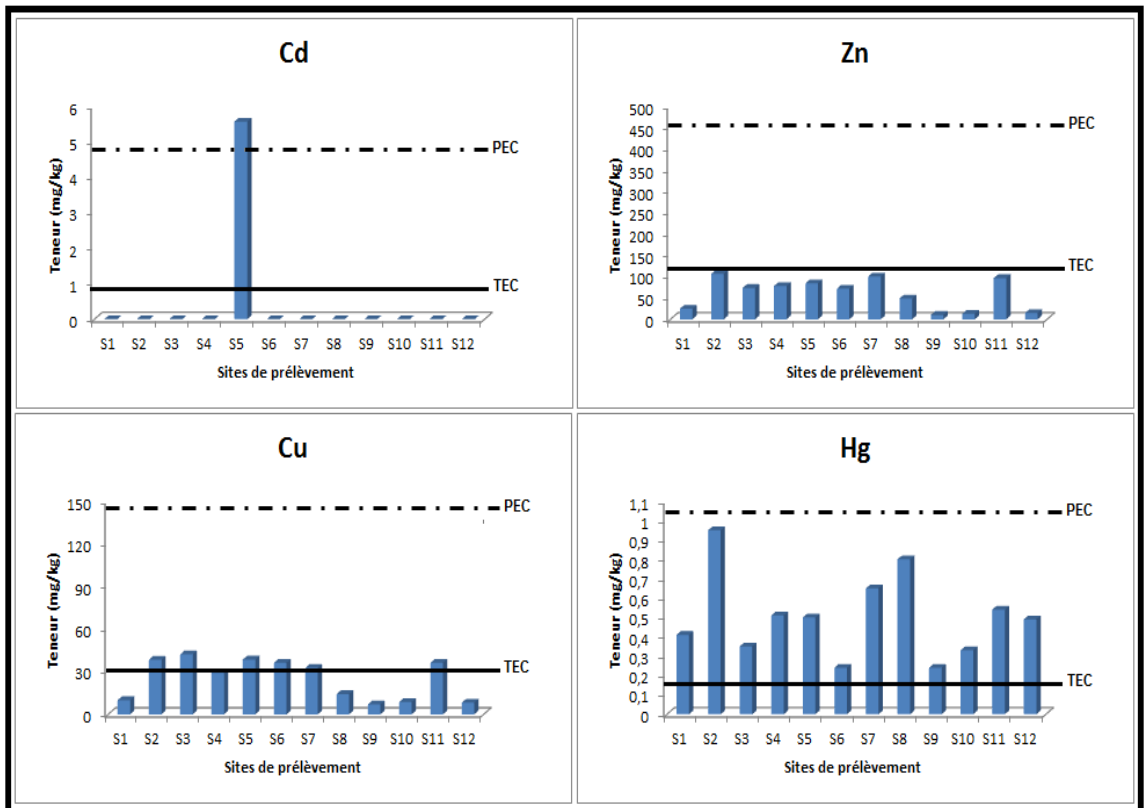 Cd
Teneur (mg/kg)
6
5
4
3
2
1
0
PEC
TEC
S1 S2 S3 S4 S5 S6 S7 S8 S9 S10 S11 S12
Sites de prélèvement
Zn
Teneur (mg/kg)
500
450
400
350
300
250
200
150
100
50
0
PEC
TEC
S1 S2 S3 S4 S5 S6 S7 S8 S9 S10 S11 S12
Sites de prélèvement
Cu
Teneur (mg/kg)
150
120
90
60
30
0
PEC
TEC
S1 S2 S3 S4 S5 S6 S7 S8 S9 S10 S11 S12
Sites de prélèvement
Hg
Teneur (mg/kg)
1,1
1
0,9
0,8
0,7
0,6
0,5
0,4
0,3
0,2
0,1
0
PEC
TEC
S1 S2 S3 S4 S5 S6 S7 S8 S9 S10 S11 S12
Sites de prélèvement